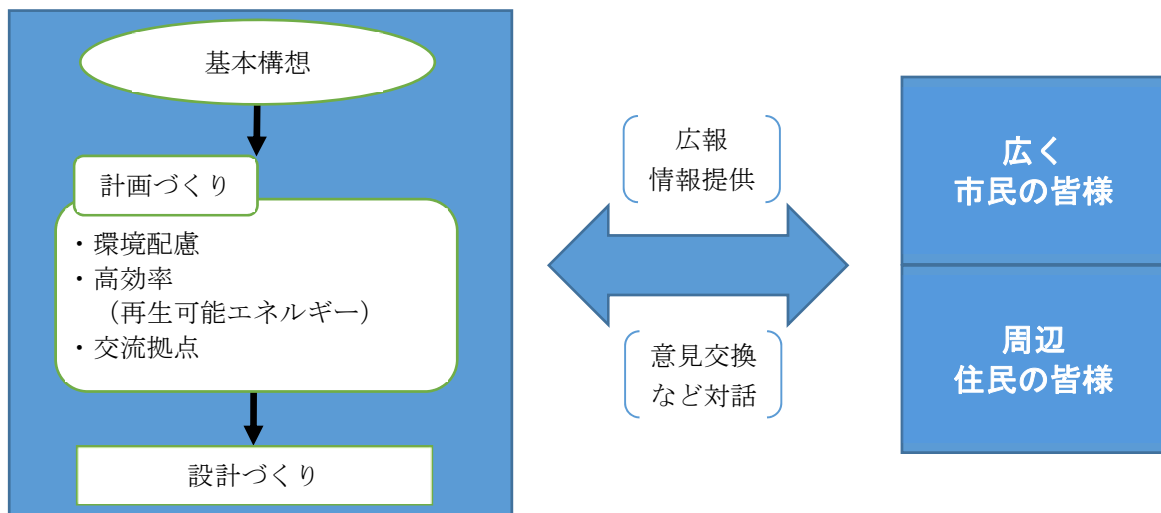 基本構想
計画づくり
・環境配慮
・高効率
（再生可能エネルギー）
・交流拠点
設計づくり
広報
情報提供
意見交換
など対話
広く
市民の皆様
周辺
住民の皆様